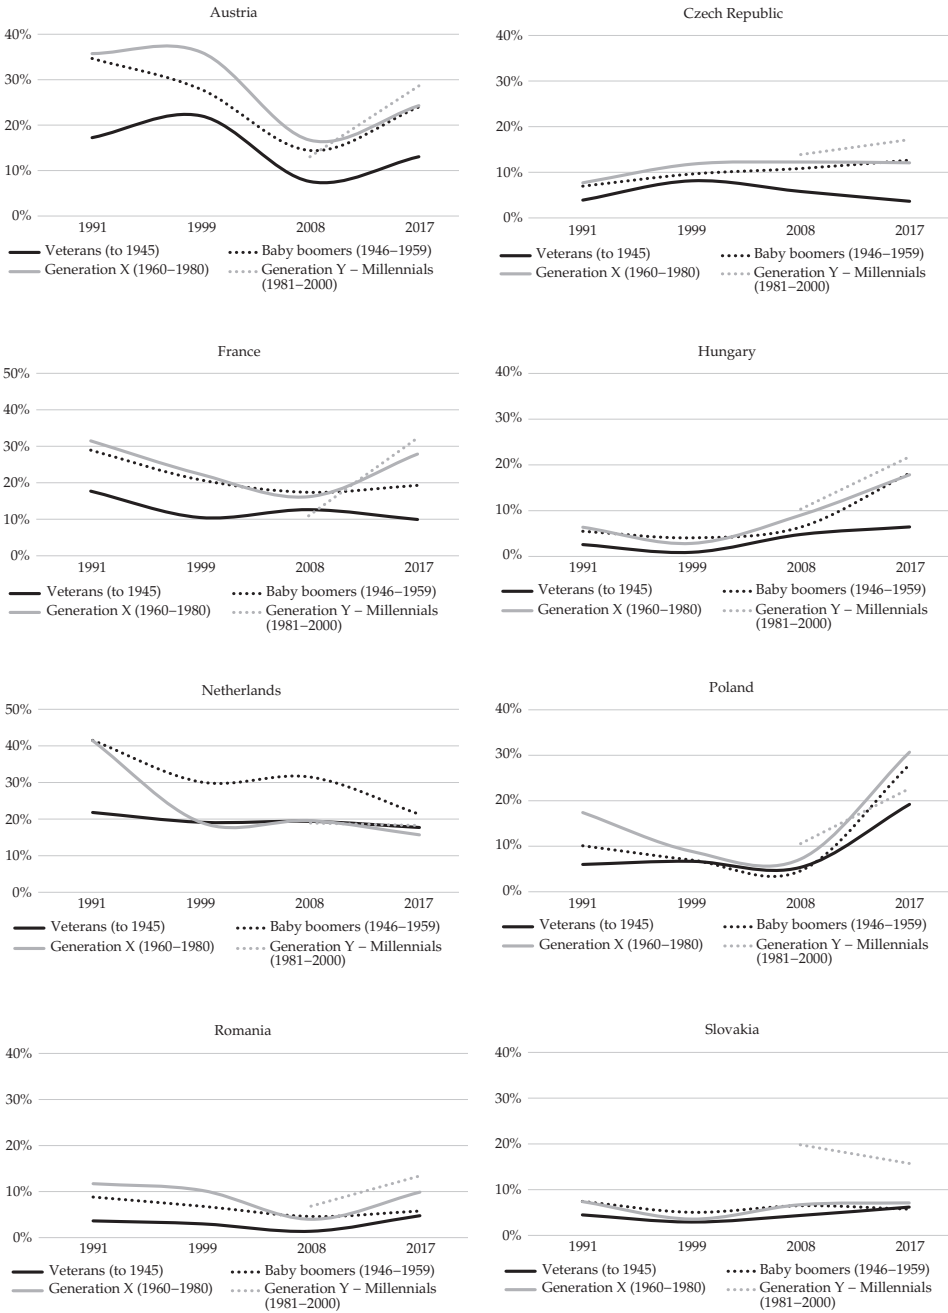 Austria
40%
30%
20%
10%
0%
1991 1999 2008 2017
Veterans (to 1945) Baby boomers (1946–1959)
Generation X (1960–1980) Generation Y – Millennials
(1981–2000)
Czech Republic
40%
30%
20%
10%
0%
1991 1999 2008 2017
Veterans (to 1945) Baby boomers (1946–1959)
Generation X (1960–1980) Generation Y – Millennials
(1981–2000)
France
50%
40%
30%
20%
10%
0%
1991 1999 2008 2017
Veterans (to 1945) Baby boomers (1946–1959)
Generation X (1960–1980) Generation Y – Millennials
(1981–2000)
Hungary
40%
30%
20%
10%
0%
1991 1999 2008 2017
Veterans (to 1945) Baby boomers (1946–1959)
Generation X (1960–1980) Generation Y – Millennials
(1981–2000)
Netherlands
50%
40%
30%
20%
10%
0%
1991 1999 2008 2017
Veterans (to 1945) Baby boomers (1946–1959)
Generation X (1960–1980) Generation Y – Millennials
(1981–2000)
Poland
40%
30%
20%
10%
0%
1991 1999 2008 2017
Veterans (to 1945) Baby boomers (1946–1959)
Generation X (1960–1980) Generation Y – Millennials
(1981–2000)
Romania
40%
30%
20%
10%
0%
1991 1999 2008 2017
Veterans (to 1945) Baby boomers (1946–1959)
Generation X (1960–1980) Generation Y – Millennials
(1981–2000)
Slovakia
40%
30%
20%
10%
0%
1991 1999 2008 2017
Veterans (to 1945) Baby boomers (1946–1959)
Generation X (1960–1980) Generation Y – Millennials
(1981–2000)